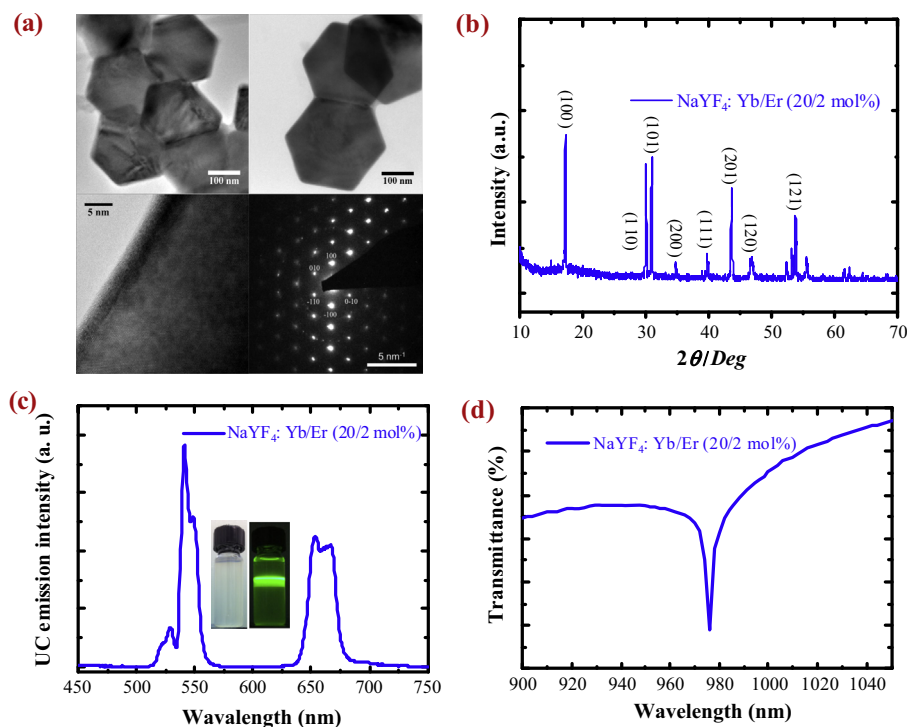 (a)
100 nm
100 nm
5 nm
100
010
-110
0-10
-100
5 nm⁻¹
(b)
NaYF₄: Yb/Er (20/2 mol%)
(100)
(110)
(101)
(200)
(111)
(201)
(120)
(121)
Intensity (a.u.)
10 20 30 40 50 60 70
2θ/Deg
(c)
NaYF₄: Yb/Er (20/2 mol%)
UC emission intensity (a. u.)
450 500 550 600 650 700 750
Wavalength (nm)
(d)
NaYF₄: Yb/Er (20/2 mol%)
Transmittance (%)
900 920 940 960 980 1000 1020 1040
Wavelength (nm)